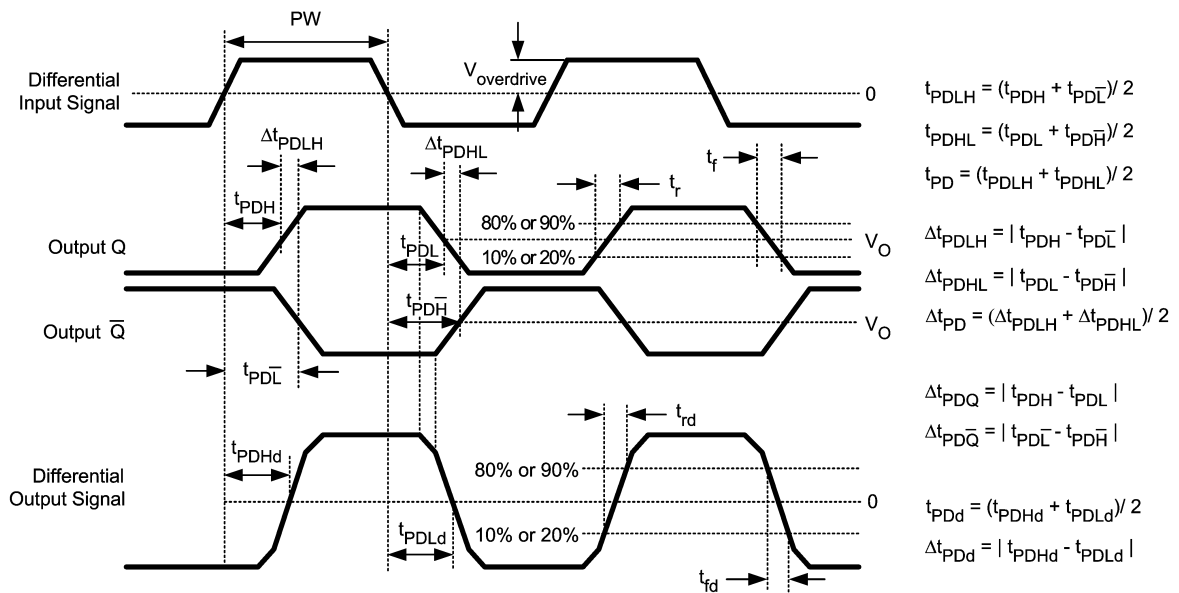 PW
Differential
Input Signal
V_overdrive
0
Δt_PDLH
Δt_PDHL
t_PDH
t_r
t_f
Output Q
80% or 90%
V_O
t_PDL
10% or 20%
t_PDH̅
Output Q̅
V_O
t_PDL̅
t_PDHd
t_rd
Differential
Output Signal
80% or 90%
0
t_PDLd
10% or 20%
t_fd
t_PDLH = (t_PDH + t_PDL̅)/ 2
t_PDHL = (t_PDL + t_PDH̅)/ 2
t_PD = (t_PDLH + t_PDHL)/ 2
Δt_PDLH = | t_PDH - t_PDL̅ |
Δt_PDHL = | t_PDL - t_PDH̅ |
Δt_PD = (Δt_PDLH + Δt_PDHL)/ 2
Δt_PDQ = | t_PDH - t_PDL |
Δt_PDQ̅ = | t_PDL̅ - t_PDH̅ |
t_PDd = (t_PDHd + t_PDLd)/ 2
Δt_PDd = | t_PDHd - t_PDLd |